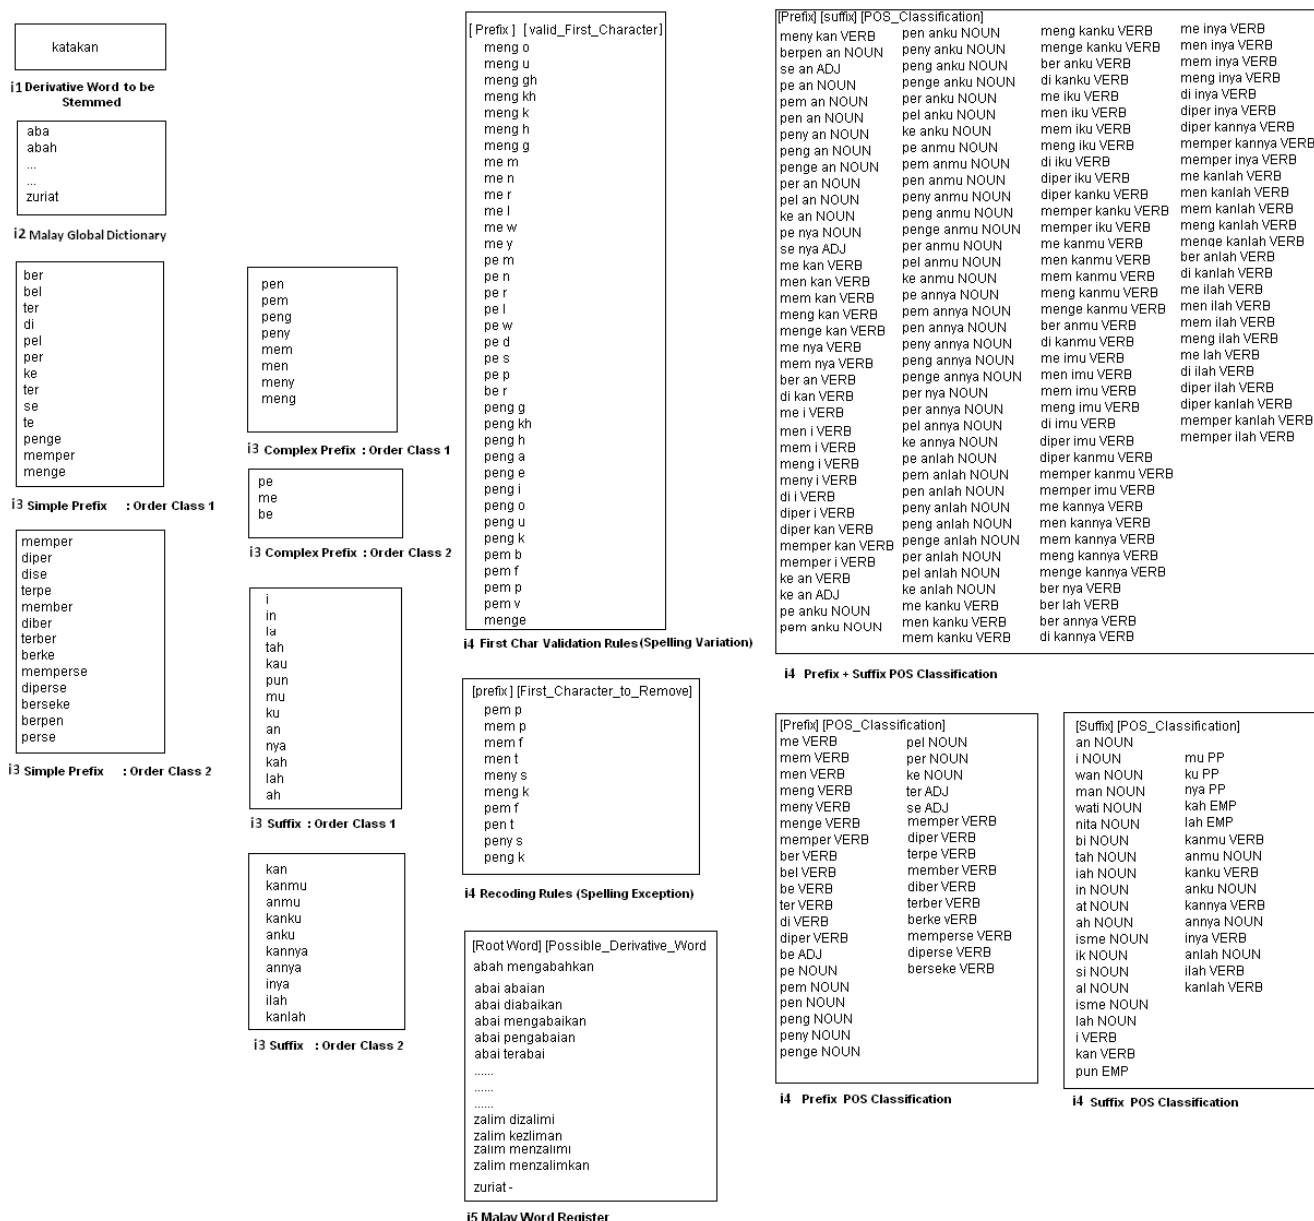 katakan
i1 Derivative Word to be
Stemmed
aba
abah
...
...
zuriat
i2 Malay Global Dictionary
ber
bel
ter
di
pel
per
ke
ter
se
te
penge
memper
menge
i3 Simple Prefix : Order Class 1
memper
diper
dise
terpe
member
diber
terber
berke
memperse
diperse
berseke
berpen
perse
i3 Simple Prefix : Order Class 2
pen
pem
peng
peny
mem
men
meny
meng
i3 Complex Prefix : Order Class 1
pe
me
be
i3 Complex Prefix : Order Class 2
i
in
la
tah
kau
pun
mu
ku
an
nya
kah
lah
ah
i3 Suffix : Order Class 1
kan
kanmu
anmu
kanku
anku
kannya
annya
inya
ilah
kanlah
i3 Suffix : Order Class 2
[ Prefix ] [valid_First_Character]
meng o
meng u
meng gh
meng kh
meng k
meng h
meng g
me m
me n
me r
me l
me w
me y
pe m
pe n
pe r
pe l
pe w
pe d
pe s
pe p
be r
peng g
peng kh
peng h
peng a
peng e
peng i
peng o
peng u
peng k
pem b
pem f
pem p
pem v
menge
i4 First Char Validation Rules (Spelling Variation)
[prefix] [First_Character_to_Remove]
pem p
mem p
mem f
men t
meny s
meng k
pem f
pen t
peny s
peng k
i4 Recoding Rules (Spelling Exception)
[Root Word] [Possible_Derivative_Word
abah mengabahkan
abai abaian
abai diabaikan
abai mengabaikan
abai pengabaian
abai terabai
......
......
......
zalim dizalimi
zalim kezliman
zalim menzalimi
zalim menzalimkan
zuriat -
i5 Malay Word Register
[Prefix] [suffix] [POS_Classification]
meny kan VERB
berpen an NOUN
se an ADJ
pe an NOUN
pem an NOUN
pen an NOUN
peny an NOUN
peng an NOUN
penge an NOUN
per an NOUN
pel an NOUN
ke an NOUN
pe nya NOUN
se nya ADJ
me kan VERB
men kan VERB
mem kan VERB
meng kan VERB
menge kan VERB
me nya VERB
mem nya VERB
ber an VERB
di kan VERB
me i VERB
men i VERB
mem i VERB
meng i VERB
meny i VERB
di i VERB
diper i VERB
diper kan VERB
memper kan VERB
memper i VERB
ke an VERB
ke an ADJ
pe anku NOUN
pem anku NOUN
pen anku NOUN
peny anku NOUN
peng anku NOUN
penge anku NOUN
per anku NOUN
pel anku NOUN
ke anku NOUN
pe anmu NOUN
pem anmu NOUN
pen anmu NOUN
peny anmu NOUN
peng anmu NOUN
penge anmu NOUN
per anmu NOUN
pel anmu NOUN
ke anmu NOUN
pe annya NOUN
pem annya NOUN
pen annya NOUN
peny annya NOUN
peng annya NOUN
penge annya NOUN
per nya NOUN
per annya NOUN
pel annya NOUN
ke annya NOUN
pe anlah NOUN
pem anlah NOUN
pen anlah NOUN
peny anlah NOUN
peng anlah NOUN
penge anlah NOUN
per anlah NOUN
pel anlah NOUN
ke anlah NOUN
me kanku VERB
men kanku VERB
mem kanku VERB
meng kanku VERB
menge kanku VERB
ber anku VERB
di kanku VERB
me iku VERB
men iku VERB
mem iku VERB
meng iku VERB
di iku VERB
diper iku VERB
diper kanku VERB
memper kanku VERB
memper iku VERB
me kanmu VERB
men kanmu VERB
mem kanmu VERB
meng kanmu VERB
menge kanmu VERB
ber anmu VERB
di kanmu VERB
me imu VERB
men imu VERB
mem imu VERB
meng imu VERB
di imu VERB
diper imu VERB
diper kanmu VERB
memper kanmu VERB
memper imu VERB
me kannya VERB
men kannya VERB
mem kannya VERB
meng kannya VERB
menge kannya VERB
ber nya VERB
ber lah VERB
ber annya VERB
di kannya VERB
me inya VERB
men inya VERB
mem inya VERB
meng inya VERB
di inya VERB
diper inya VERB
diper kannya VERB
memper kannya VERB
memper inya VERB
me kanlah VERB
men kanlah VERB
mem kanlah VERB
meng kanlah VERB
menge kanlah VERB
ber anlah VERB
di kanlah VERB
me ilah VERB
men ilah VERB
mem ilah VERB
meng ilah VERB
me lah VERB
di ilah VERB
diper ilah VERB
diper kanlah VERB
memper kanlah VERB
memper ilah VERB
i4 Prefix + Suffix POS Classification
[Prefix] [POS_Classification]
me VERB
mem VERB
men VERB
meng VERB
meny VERB
menge VERB
memper VERB
ber VERB
bel VERB
be VERB
ter VERB
di VERB
diper VERB
be ADJ
pe NOUN
pem NOUN
pen NOUN
peng NOUN
peny NOUN
penge NOUN
pel NOUN
per NOUN
ke NOUN
ter ADJ
se ADJ
memper VERB
diper VERB
terpe VERB
member VERB
diber VERB
terber VERB
berke vERB
memperse VERB
diperse VERB
berseke VERB
i4 Prefix POS Classification
[Suffix] [POS_Classification]
an NOUN
i NOUN
wan NOUN
man NOUN
wati NOUN
nita NOUN
bi NOUN
tah NOUN
iah NOUN
in NOUN
at NOUN
ah NOUN
isme NOUN
ik NOUN
si NOUN
al NOUN
isme NOUN
lah NOUN
i VERB
kan VERB
pun EMP
mu PP
ku PP
nya PP
kah EMP
lah EMP
kanmu VERB
anmu NOUN
kanku VERB
anku NOUN
kannya VERB
annya NOUN
inya VERB
anlah NOUN
ilah VERB
kanlah VERB
i4 Suffix POS Classification